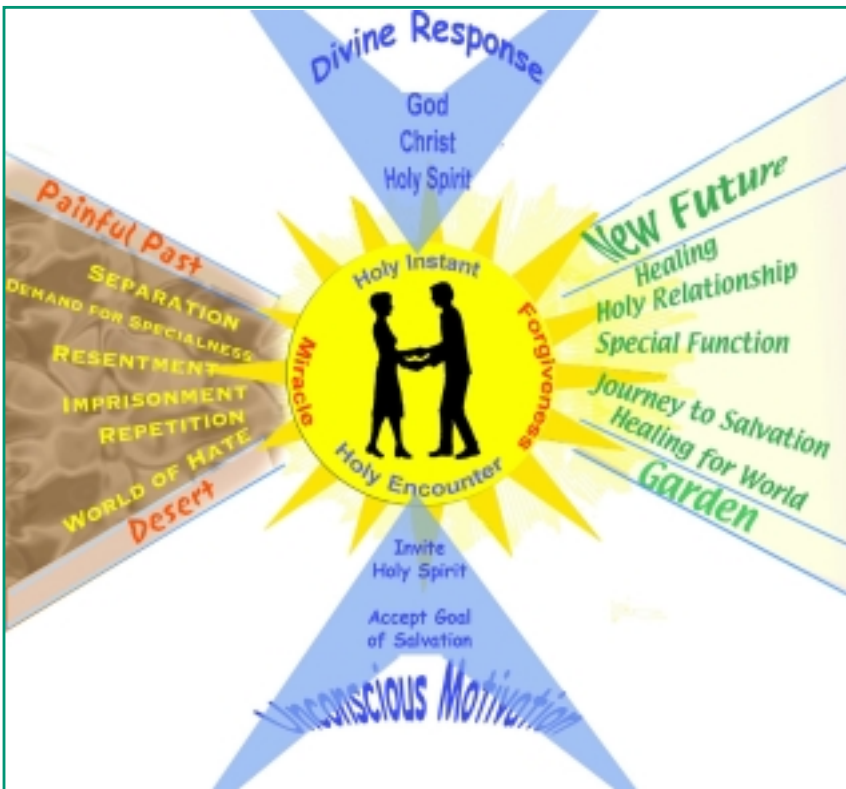 Divine Response
God
Christ
Holy Spirit
Painful Past
SEPARATION
DEMAND FOR SPECIALNESS
RESENTMENT
IMPRISONMENT
REPETITION
WORLD OF HATE
Desert
Holy Instant
Miracle
Forgiveness
Holy Encounter
New Future
Healing
Holy Relationship
Special Function
Journey to Salvation
Healing for World
Garden
Invite
Holy Spirit
Accept Goal
of Salvation
Unconscious Motivation